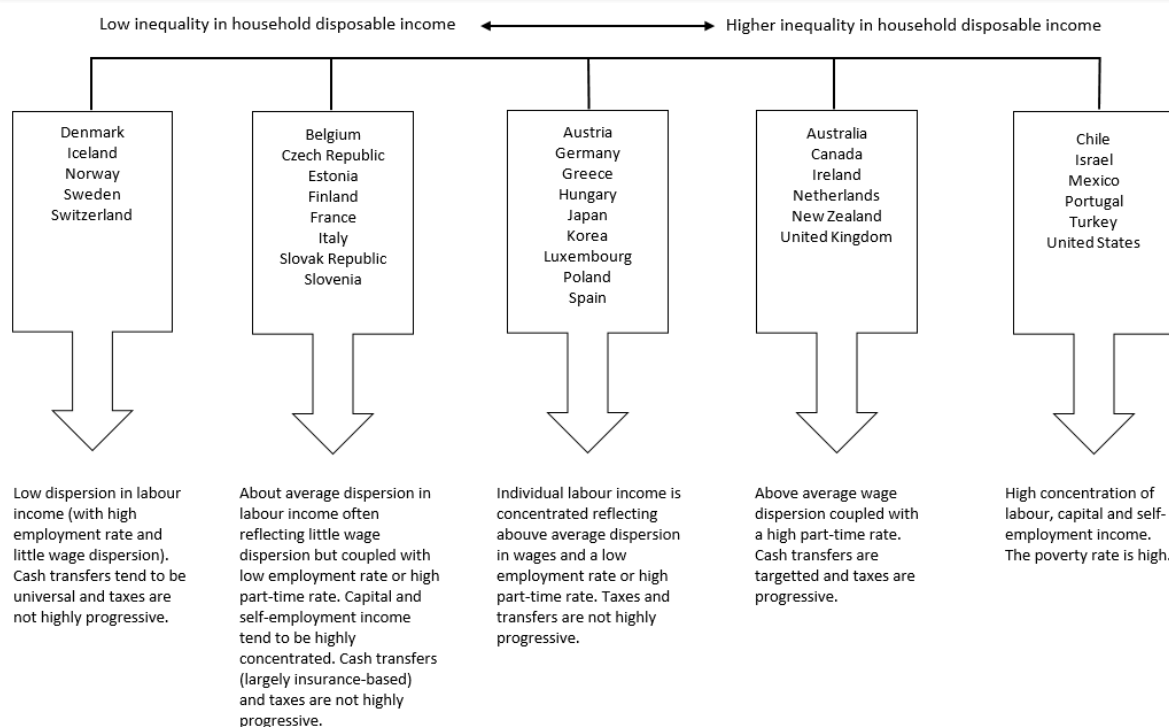 Low inequality in household disposable income
Higher inequality in household disposable income
Denmark
Iceland
Norway
Sweden
Switzerland
Belgium
Czech Republic
Estonia
Finland
France
Italy
Slovak Republic
Slovenia
Austria
Germany
Greece
Hungary
Japan
Korea
Luxembourg
Poland
Spain
Australia
Canada
Ireland
Netherlands
New Zealand
United Kingdom
Chile
Israel
Mexico
Portugal
Turkey
United States
Low dispersion in labour
income (with high
employment rate and
little wage dispersion).
Cash transfers tend to be
universal and taxes are
not highly progressive.
About average dispersion in
labour income often
reflecting little wage
dispersion but coupled with
low employment rate or high
part-time rate. Capital and
self-employment income
tend to be highly
concentrated. Cash transfers
(largely insurance-based)
and taxes are not highly
progressive.
Individual labour income is
concentrated reflecting
abouve average dispersion
in wages and a low
employment rate or high
part-time rate. Taxes and
transfers are not highly
progressive.
Above average wage
dispersion coupled with
a high part-time rate.
Cash transfers are
targetted and taxes are
progressive.
High concentration of
labour, capital and self-
employment income.
The poverty rate is high.